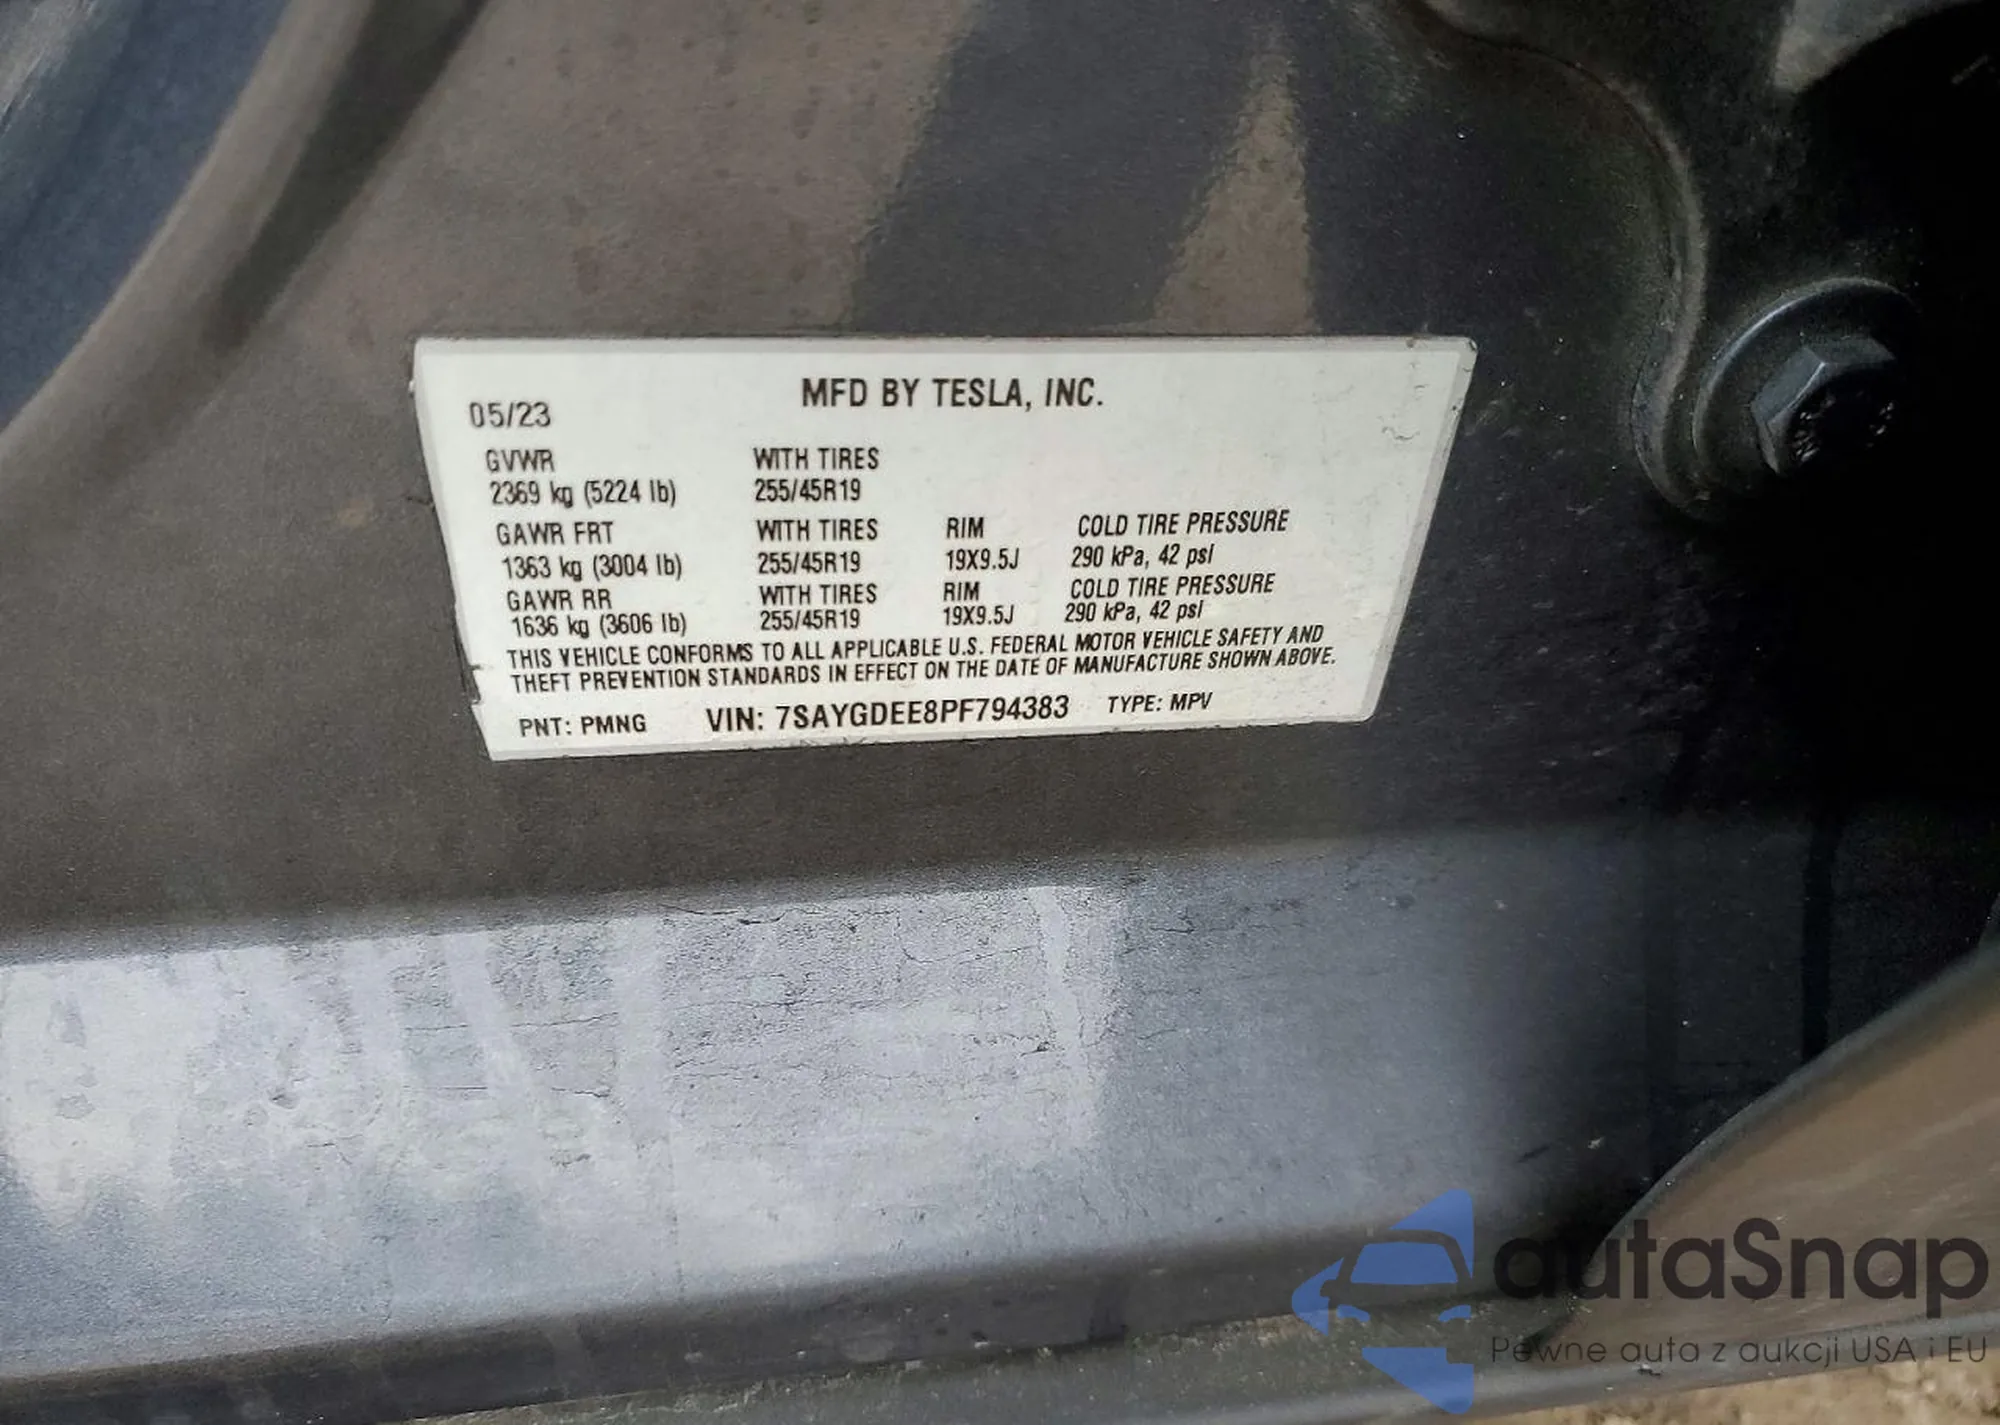 MFD BY TESLA, INC.
05/23
GVWR WITH TIRES
2369 kg (5224 lb) 255/45R19
GAWR FRT WITH TIRES RIM COLD TIRE PRESSURE
1363 kg (3004 lb) 255/45R19 19X9.5J 290 kPa, 42 psi
GAWR RR WITH TIRES RIM COLD TIRE PRESSURE
1636 kg (3606 lb) 255/45R19 19X9.5J 290 kPa, 42 psi
THIS VEHICLE CONFORMS TO ALL APPLICABLE U.S. FEDERAL MOTOR VEHICLE SAFETY AND
THEFT PREVENTION STANDARDS IN EFFECT ON THE DATE OF MANUFACTURE SHOWN ABOVE.
PNT: PMNG VIN: 7SAYGDEE8PF794383 TYPE: MPV
autaSnap
Pewne auta z aukcji USA i EU